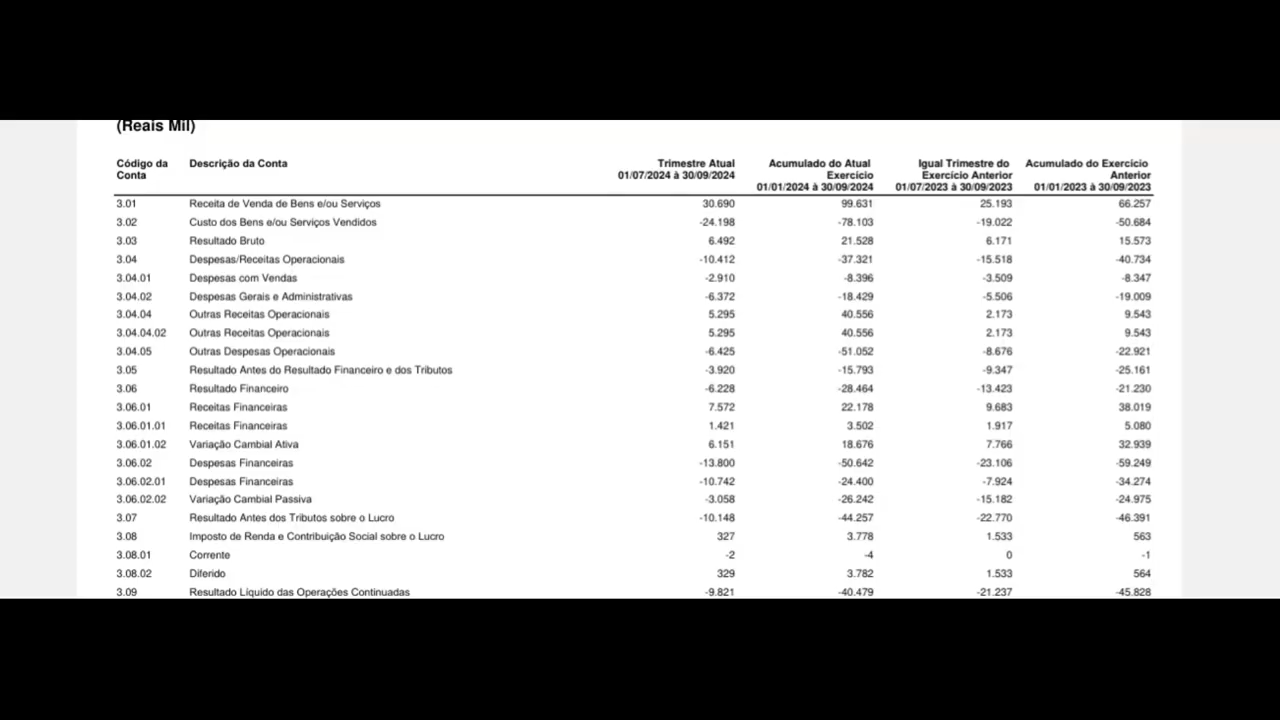 (Reais Mil)
Código da Conta Descrição da Conta Trimestre Atual 01/07/2024 à 30/09/2024 Acumulado do Atual Exercício 01/01/2024 à 30/09/2024 Igual Trimestre do Exercício Anterior 01/07/2023 à 30/09/2023 Acumulado do Exercício Anterior 01/01/2023 à 30/09/2023
3.01 Receita de Venda de Bens e/ou Serviços 30.690 99.631 25.193 66.257
3.02 Custo dos Bens e/ou Serviços Vendidos -24.198 -78.103 -19.022 -50.684
3.03 Resultado Bruto 6.492 21.528 6.171 15.573
3.04 Despesas/Receitas Operacionais -10.412 -37.321 -15.518 -40.734
3.04.01 Despesas com Vendas -2.910 -8.396 -3.509 -8.347
3.04.02 Despesas Gerais e Administrativas -6.372 -18.429 -5.506 -19.009
3.04.04 Outras Receitas Operacionais 5.295 40.556 2.173 9.543
3.04.04.02 Outras Receitas Operacionais 5.295 40.556 2.173 9.543
3.04.05 Outras Despesas Operacionais -6.425 -51.052 -8.676 -22.921
3.05 Resultado Antes do Resultado Financeiro e dos Tributos -3.920 -15.793 -9.347 -25.161
3.06 Resultado Financeiro -6.228 -28.464 -13.423 -21.230
3.06.01 Receitas Financeiras 7.572 22.178 9.683 38.019
3.06.01.01 Receitas Financeiras 1.421 3.502 1.917 5.080
3.06.01.02 Variação Cambial Ativa 6.151 18.676 7.766 32.939
3.06.02 Despesas Financeiras -13.800 -50.642 -23.106 -59.249
3.06.02.01 Despesas Financeiras -10.742 -24.400 -7.924 -34.274
3.06.02.02 Variação Cambial Passiva -3.058 -26.242 -15.182 -24.975
3.07 Resultado Antes dos Tributos sobre o Lucro -10.148 -44.257 -22.770 -46.391
3.08 Imposto de Renda e Contribuição Social sobre o Lucro 327 3.778 1.533 563
3.08.01 Corrente -2 -4 0 -1
3.08.02 Diferido 329 3.782 1.533 564
3.09 Resultado Líquido das Operações Continuadas -9.821 -40.479 -21.237 -45.828